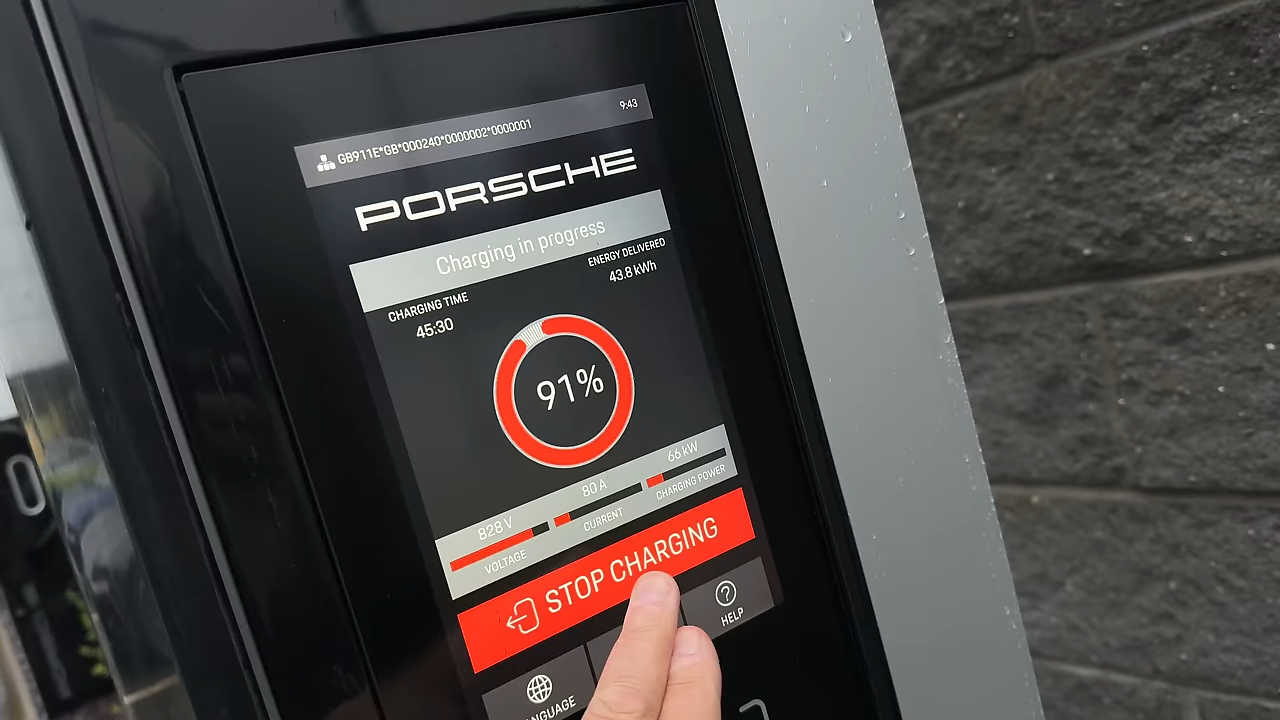 GB911E*GB*000240*0000002*0000001
9:43
PORSCHE
Charging in progress
CHARGING TIME
45:30
ENERGY DELIVERED
43.8 kWh
91%
828 V
VOLTAGE
80 A
CURRENT
66 kW
CHARGING POWER
STOP CHARGING
ANGUAGE
HELP